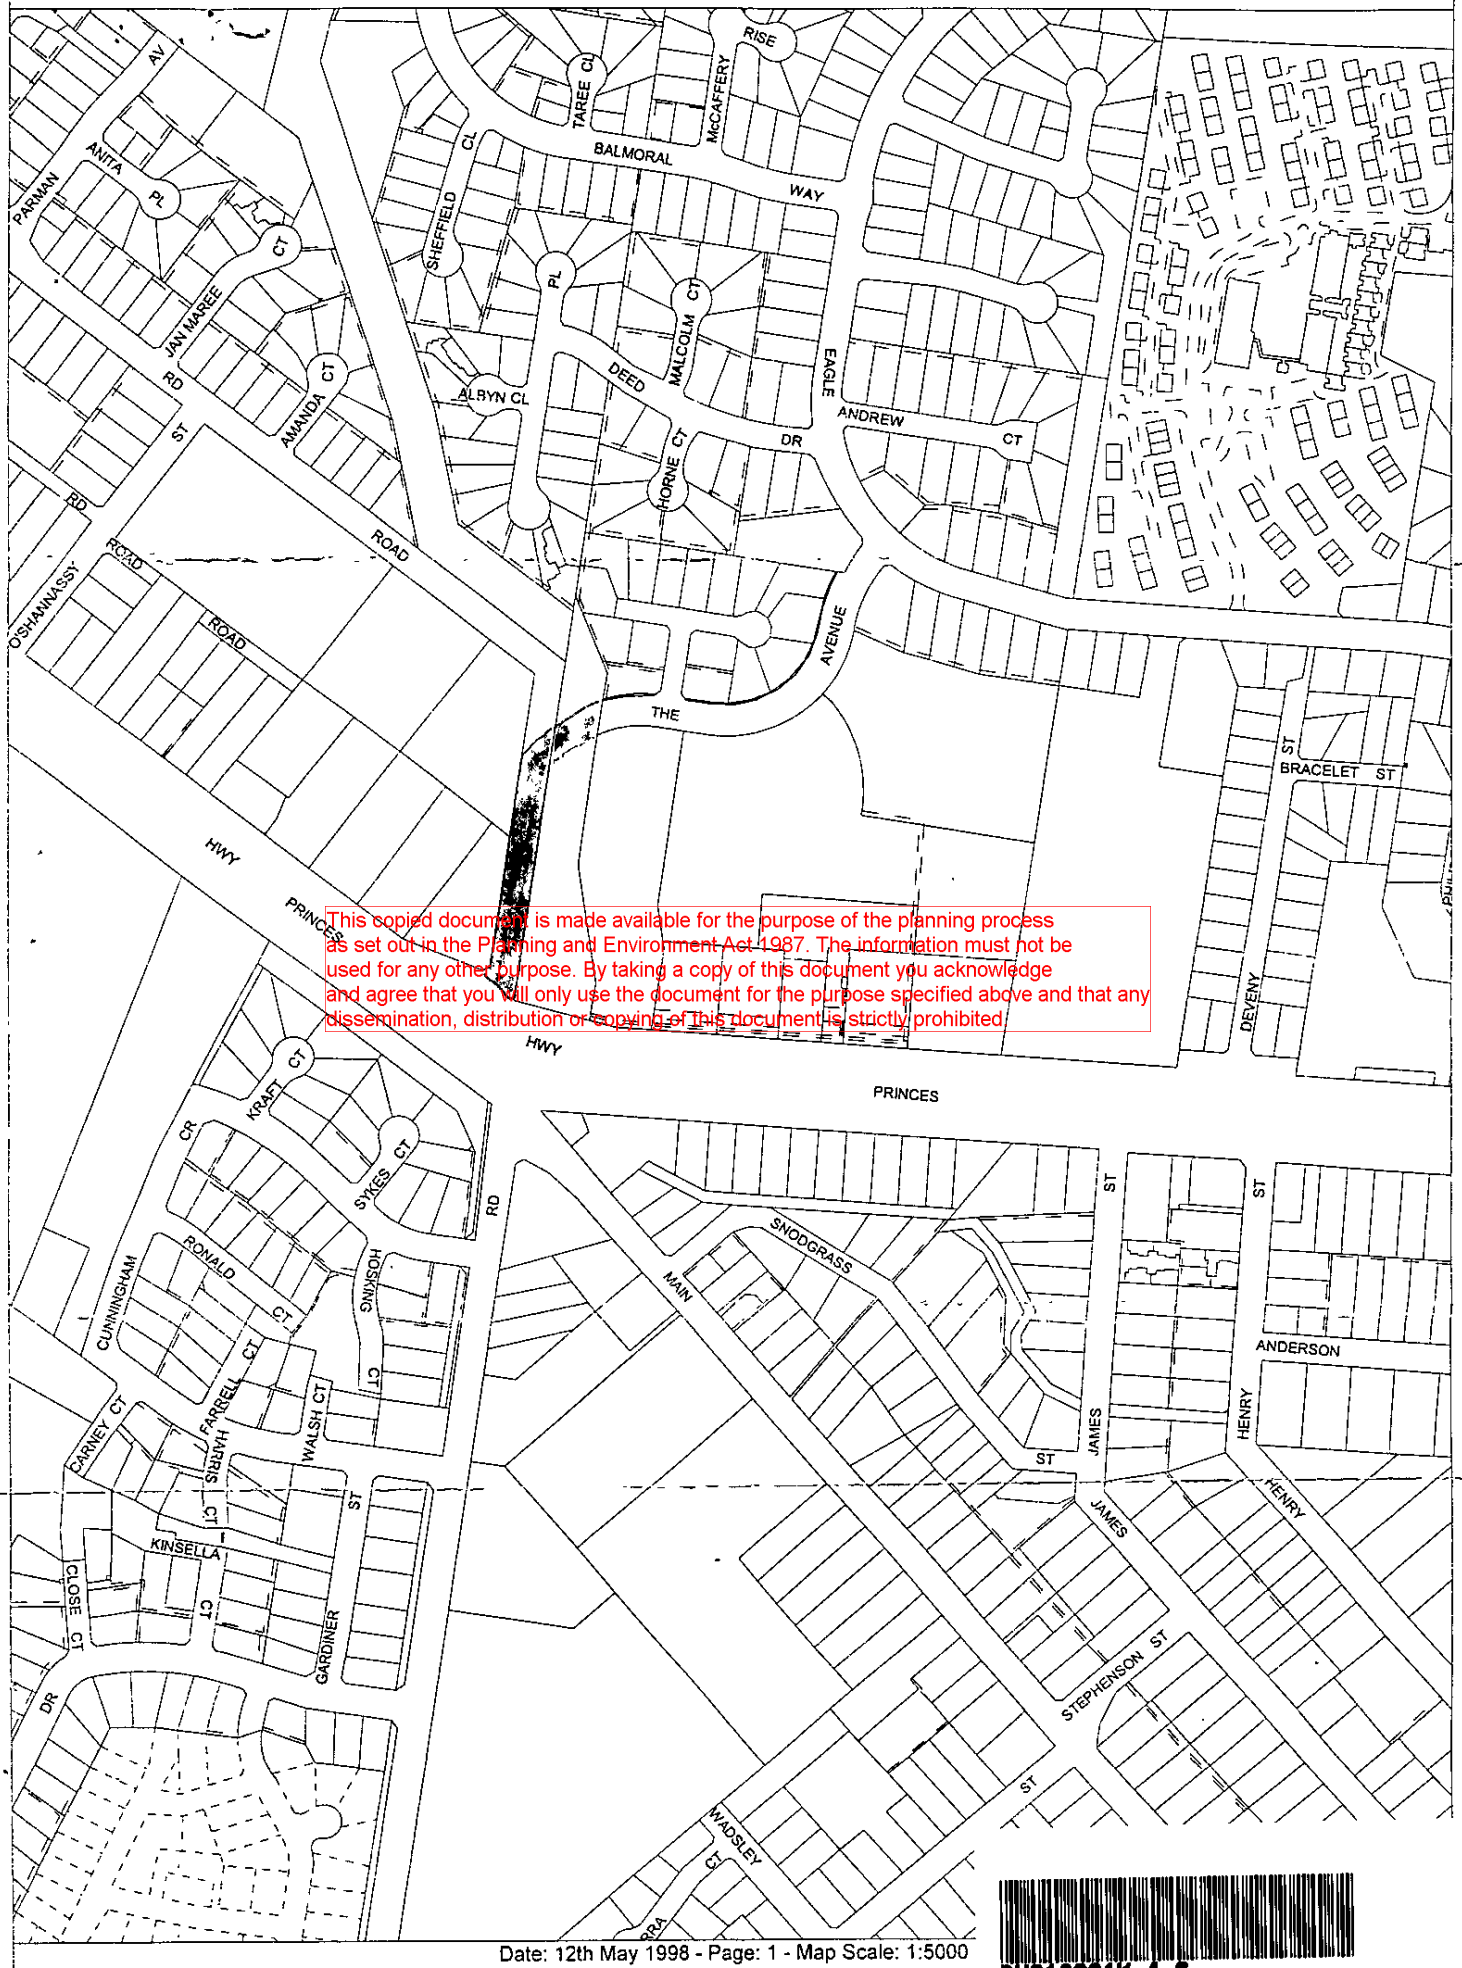 RISE
AV
TAREE CL
McCAFFERY
CL
BALMORAL
ANITA
WAY
PL
PARMAN
SHEFFIELD
CT
PL
CT
JAN MAREE
MALCOLM
EAGLE
CT
DEED
RD
ALBYN CL
AMANDA
ANDREW
ST
DR
CT
CT
HORNE
RD
ROAD
ROAD
O'SHANNASSY
ROAD
AVENUE
THE
ST
BRACELET ST
HWY
PRINCES
This copied document is made available for the purpose of the planning process
as set out in the Planning and Environment Act 1987. The information must not be
used for any other purpose. By taking a copy of this document you acknowledge
and agree that you will only use the document for the purpose specified above and that any
dissemination, distribution or copying of this document is strictly prohibited.
DEVENY
HWY
CT
KRAFT
PRINCES
CR
CT
SYKES
ST
ST
RD
SNODGRASS
RONALD
HOSKING
MAIN
CUNNINGHAM
CT
CT
ANDERSON
CT
FARRELL
WALSH CT
CARNEY CT
HENRY
JAMES
HARRIS
ST
ST
CT
HENRY
JAMES
KINSELLA
CLOSE CT
CT
GARDINER
STEPHENSON ST
DR
ST
WADSLEY
CT
Date: 12th May 1998 - Page: 1 - Map Scale: 1:5000